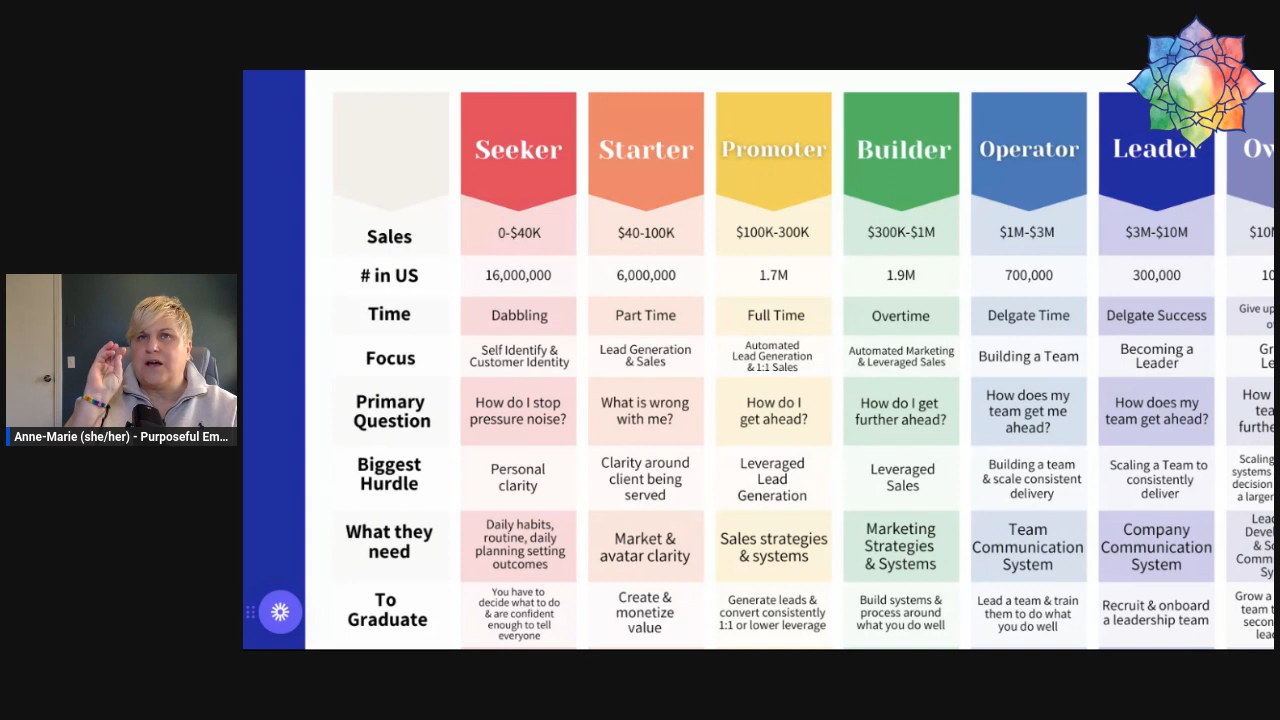 Seeker
Starter
Promoter
Builder
Operator
Leader
Sales
0-$40K
$40-100K
$100K-300K
$300K-$1M
$1M-$3M
$3M-$10M
# in US
16,000,000
6,000,000
1.7M
1.9M
700,000
300,000
Time
Dabbling
Part Time
Full Time
Overtime
Delgate Time
Delgate Success
Give up
Focus
Self Identify &
Customer Identity
Lead Generation
& Sales
Automated
Lead Generation
& 1:1 Sales
Automated Marketing
& Leveraged Sales
Building a Team
Becoming a
Leader
Primary
Question
How do I stop
pressure noise?
What is wrong
with me?
How do I
get ahead?
How do I get
further ahead?
How does my
team get me
ahead?
How does my
team get ahead?
How
Biggest
Hurdle
Personal
clarity
Clarity around
client being
served
Leveraged
Lead
Generation
Leveraged
Sales
Building a team
& scale consistent
delivery
Scaling a Team to
consistently
deliver
Scaling
systems
decision
a larger
What they
need
Daily habits,
routine, daily
planning setting
outcomes
Market &
avatar clarity
Sales strategies
& systems
Marketing
Strategies
& Systems
Team
Communication
System
Company
Communication
System
To
Graduate
You have to
decide what to do
& are confident
enough to tell
everyone
Create &
monetize
value
Generate leads &
convert consistently
1:1 or lower leverage
Build systems &
process around
what you do well
Lead a team & train
them to do what
you do well
Recruit & onboard
a leadership team
Grow a
team
Anne-Marie (she/her) - Purposeful Em...